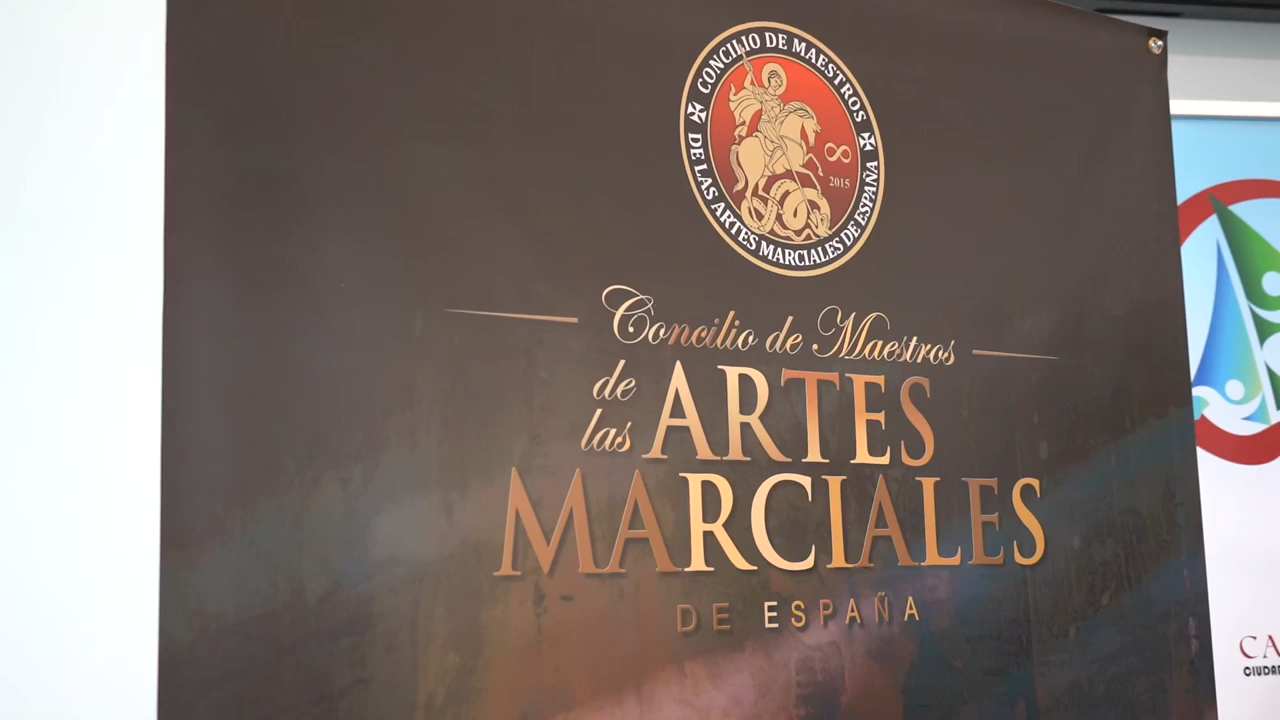 CONCILIO DE MAESTROS
DE LAS ARTES MARCIALES DE ESPAÑA
2015
Concilio de Maestros
de
las ARTES
MARCIALES
DE ESPAÑA